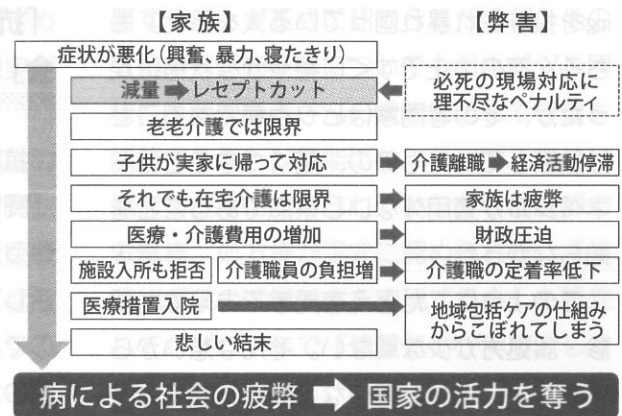 【家族】 【弊害】
症状が悪化（興奮、暴力、寝たきり）
減量➡レセプトカット
必死の現場対応に
理不尽なペナルティ
老老介護では限界
子供が実家に帰って対応
介護離職➡経済活動停滞
それでも在宅介護は限界
家族は疲弊
医療・介護費用の増加
財政圧迫
施設入所も拒否 介護職員の負担増
介護職の定着率低下
医療措置入院
地域包括ケアの仕組み
からこぼれてしまう
悲しい結末
病による社会の疲弊➡国家の活力を奪う